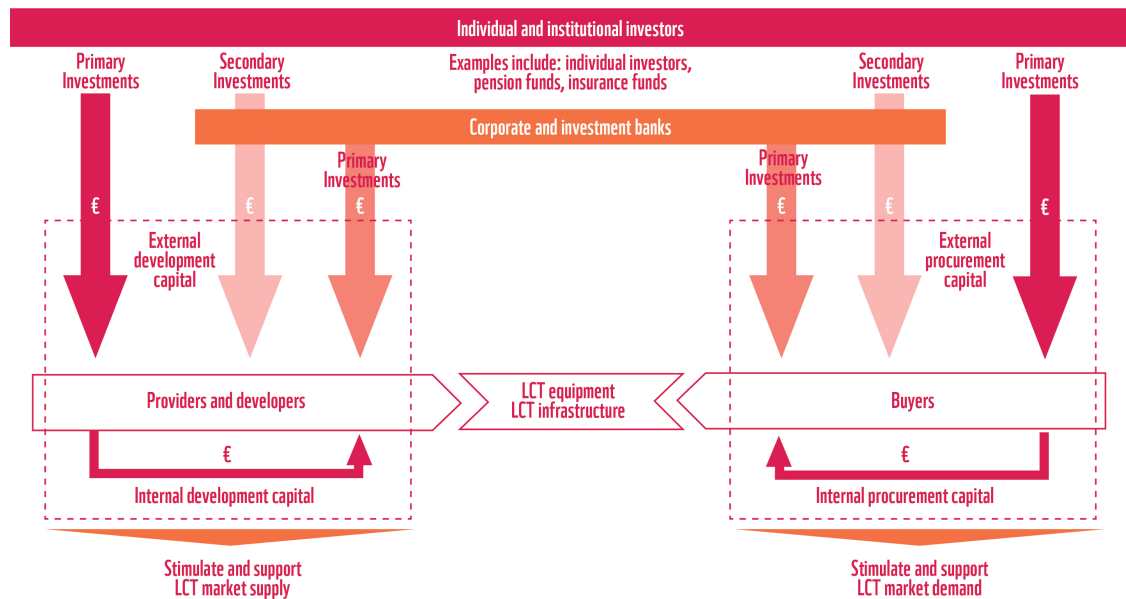 Individual and institutional investors
Primary
Investments
Secondary
Investments
Examples include: individual investors,
pension funds, insurance funds
Secondary
Investments
Primary
Investments
Corporate and investment banks
Primary
Investments
Primary
Investments
€
€
€
€
€
€
External
development
capital
External
procurement
capital
Providers and developers
LCT equipment
LCT infrastructure
Buyers
€
€
Internal development capital
Internal procurement capital
Stimulate and support
LCT market supply
Stimulate and support
LCT market demand